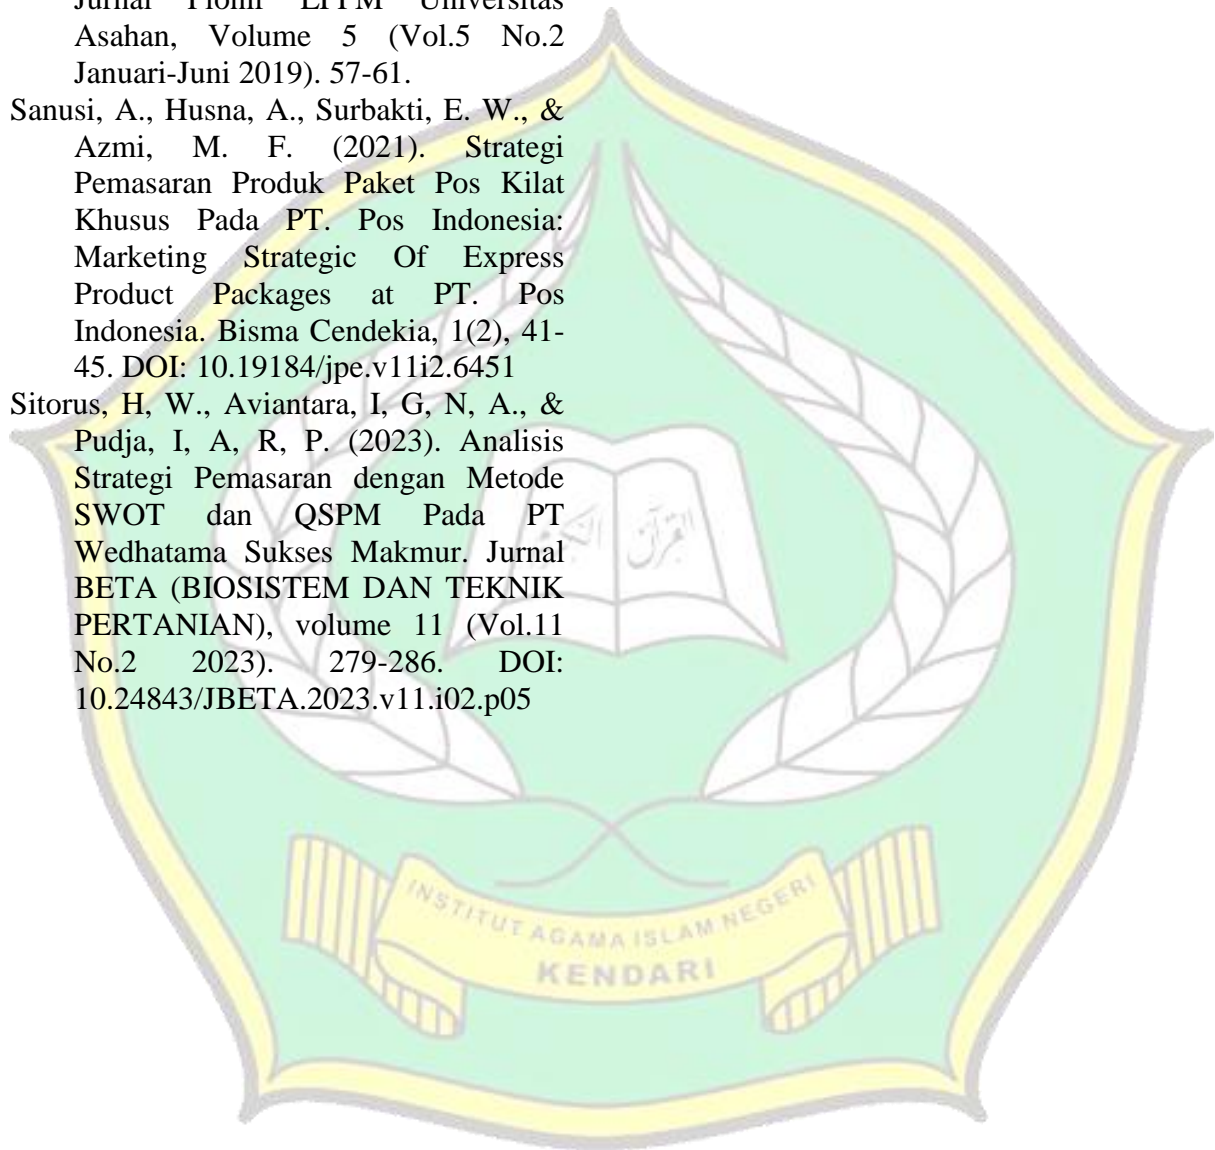 Jurnal Pionir LPPM Universitas
Asahan, Volume 5 (Vol.5 No.2
Januari-Juni 2019). 57-61.
Sanusi, A., Husna, A., Surbakti, E. W., &
Azmi, M. F. (2021). Strategi
Pemasaran Produk Paket Pos Kilat
Khusus Pada PT. Pos Indonesia:
Marketing Strategic Of Express
Product Packages at PT. Pos
Indonesia. Bisma Cendekia, 1(2), 41-
45. DOI: 10.19184/jpe.v11i2.6451
Sitorus, H, W., Aviantara, I, G, N, A., &
Pudja, I, A, R, P. (2023). Analisis
Strategi Pemasaran dengan Metode
SWOT dan QSPM Pada PT
Wedhatama Sukses Makmur. Jurnal
BETA (BIOSISTEM DAN TEKNIK
PERTANIAN), volume 11 (Vol.11
No.2 2023). 279-286. DOI:
10.24843/JBETA.2023.v11.i02.p05
INSTITUT AGAMA ISLAM NEGERI
KENDARI